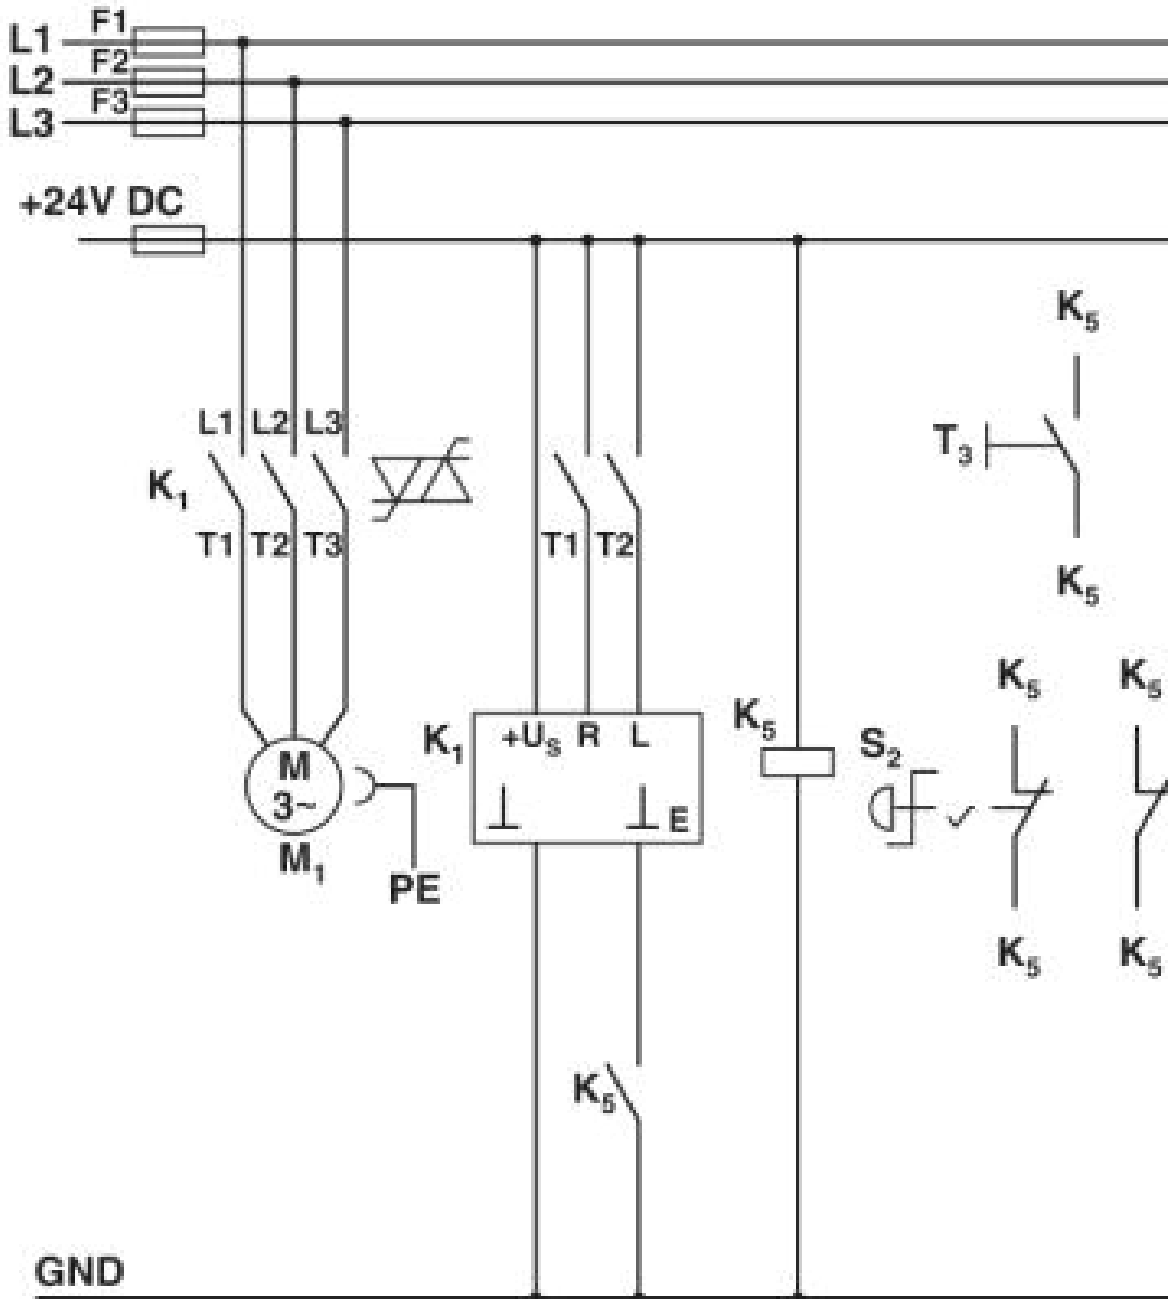 L1 F1
L2 F2
L3 F3
+24V DC
K5
L1 L2 L3
T3
K1
T1 T2 T3 T1 T2
K5
K5 K5
K1 +US R L K5 S2
M
3~
E
M1
PE
K5 K5
K5
GND